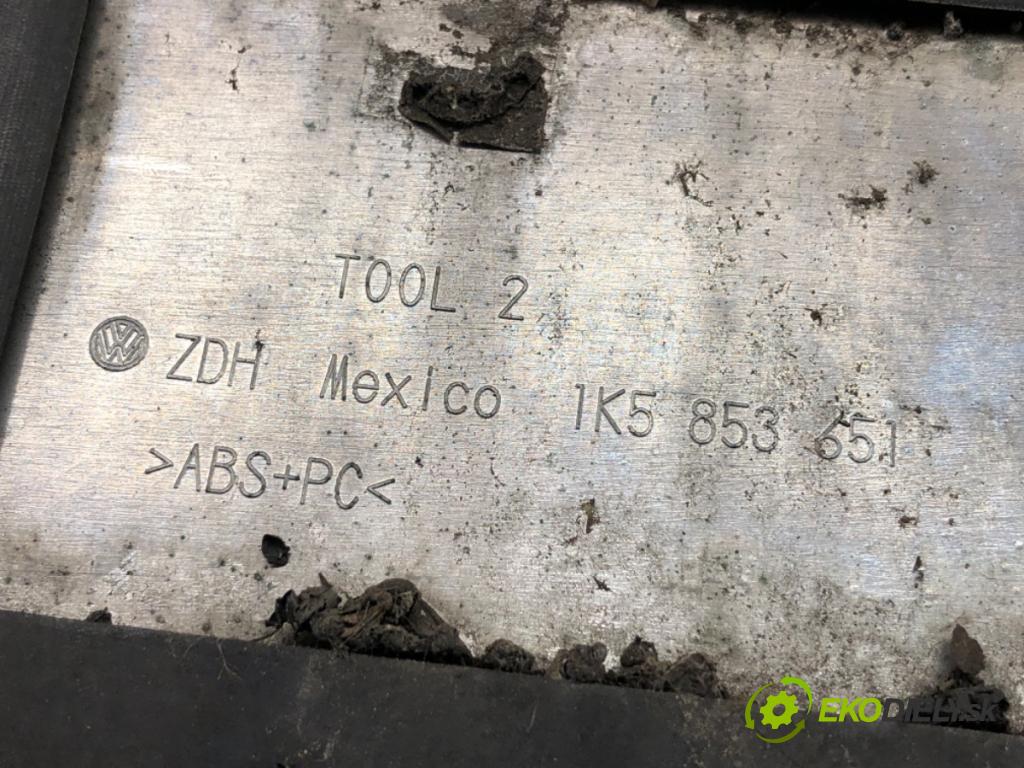 TOOL 2
ZDH Mexico 1K5 853 651
>ABS+PC<
EKODIELY.SK